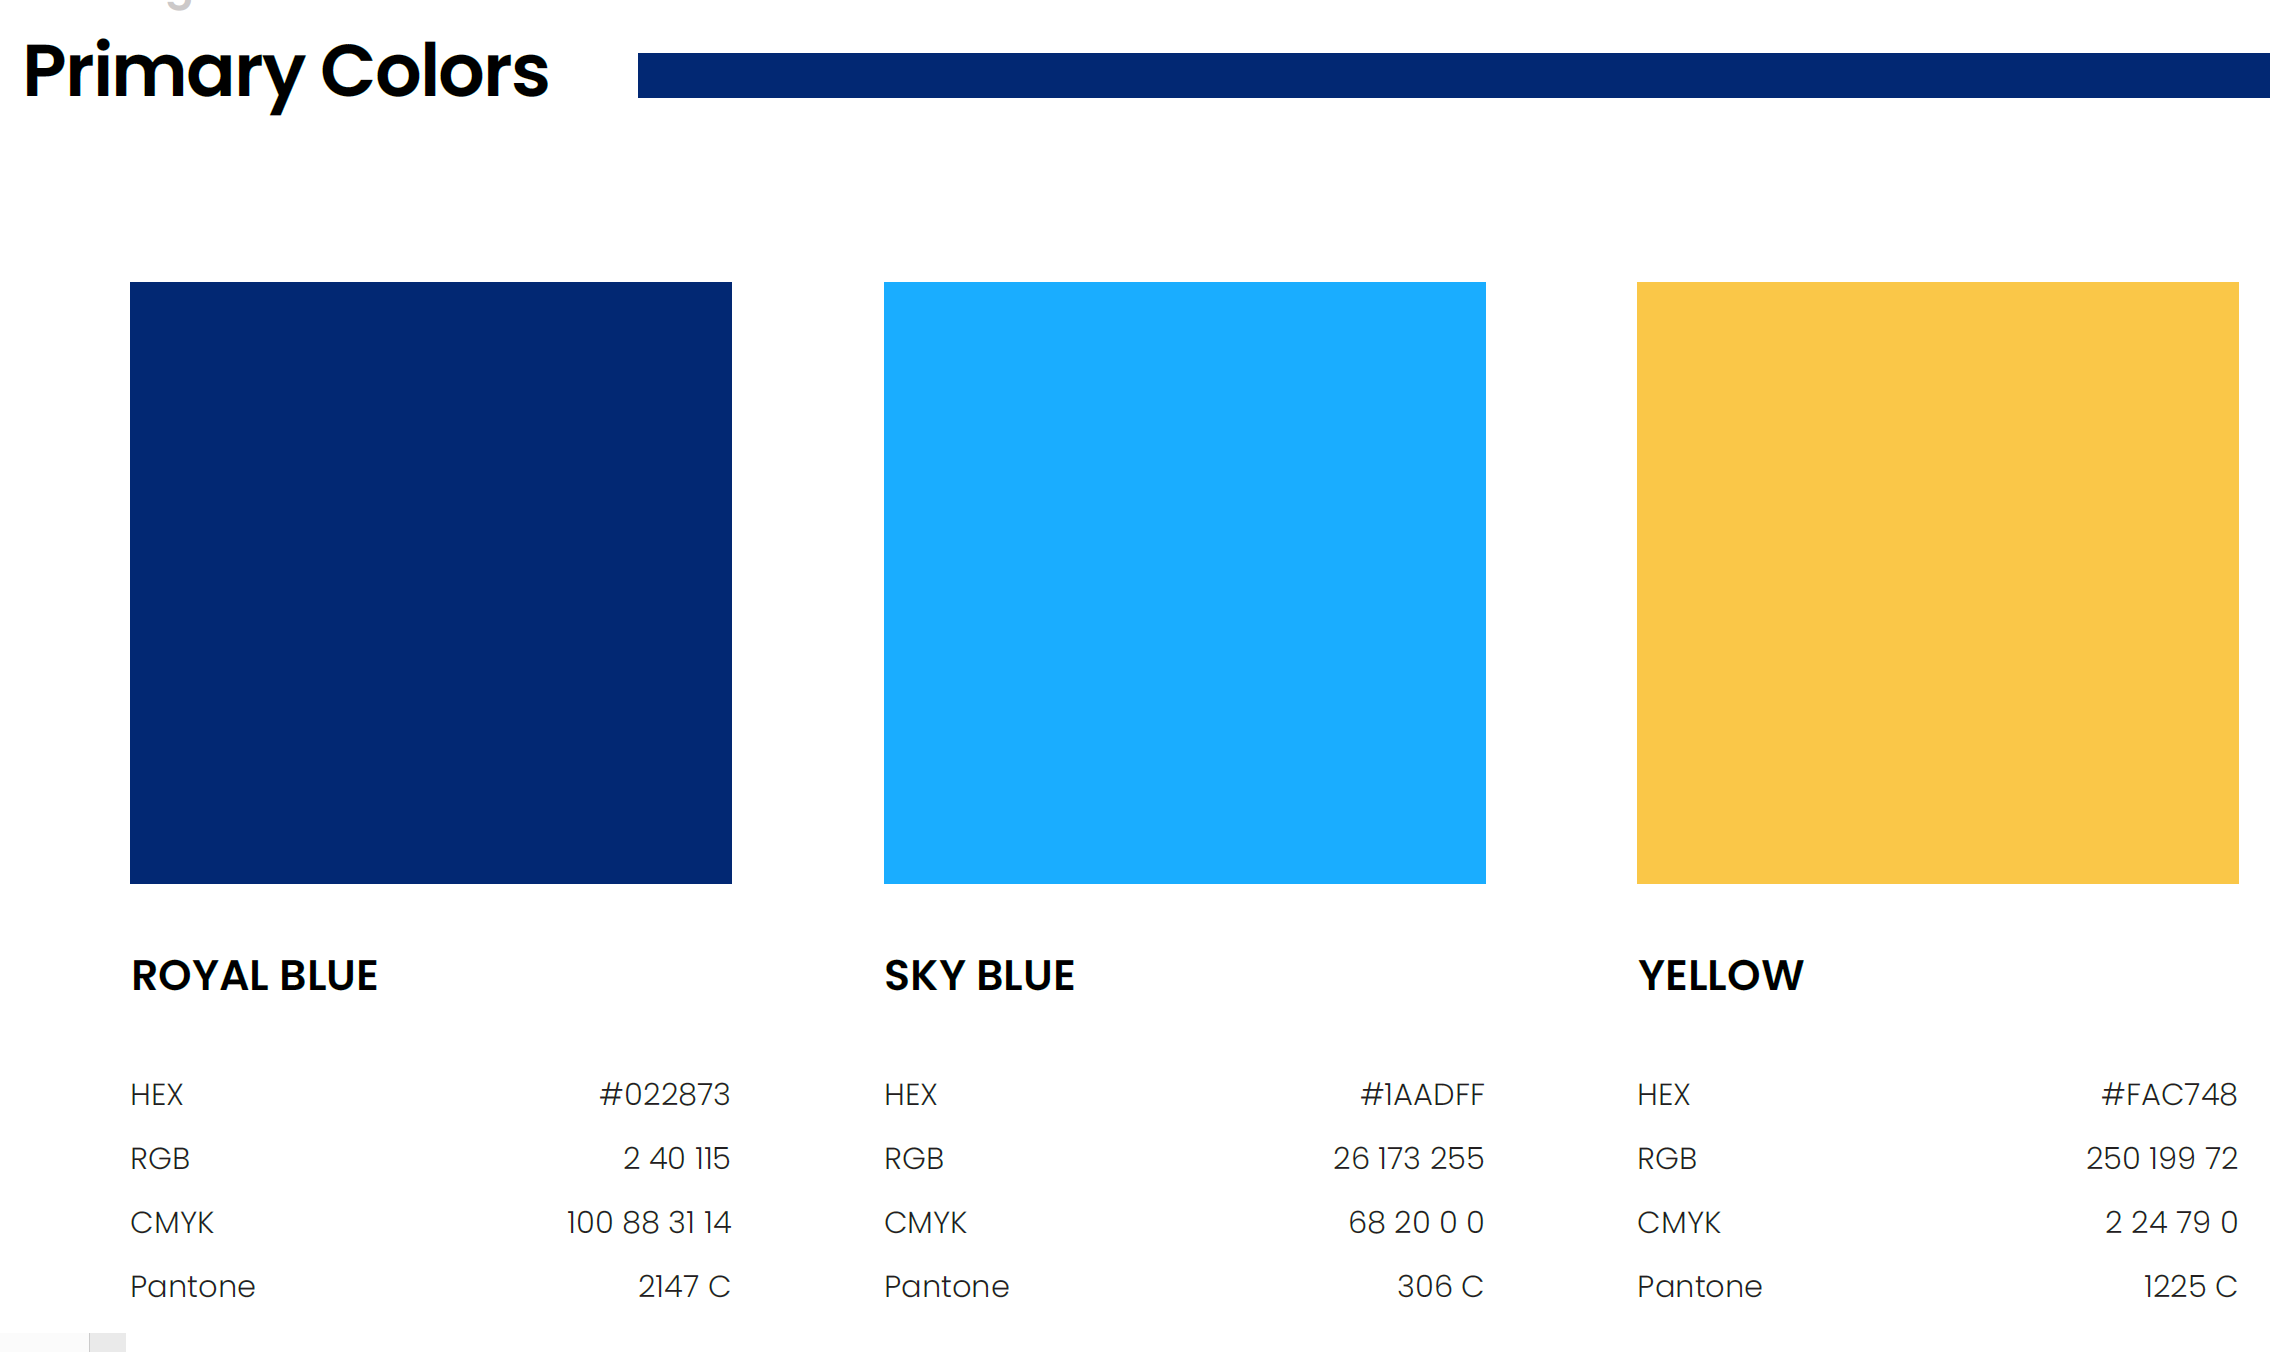 Primary Colors
ROYAL BLUE
HEX #022873
RGB 2 40 115
CMYK 100 88 31 14
Pantone 2147 C
SKY BLUE
HEX #1AADFF
RGB 26 173 255
CMYK 68 20 0 0
Pantone 306 C
YELLOW
HEX #FAC748
RGB 250 199 72
CMYK 2 24 79 0
Pantone 1225 C